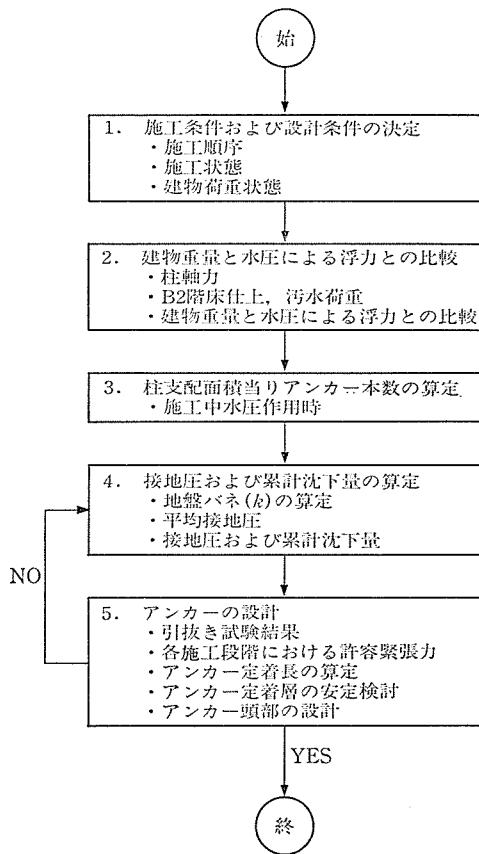 始
1. 施工条件および設計条件の決定
・施工順序
・施工状態
・建物荷重状態
2. 建物重量と水圧による浮力との比較
・柱軸力
・B2階床仕上，汚水荷重
・建物重量と水圧による浮力との比較
3. 柱支配面積当りアンカー本数の算定
・施工中水圧作用時
4. 接地圧および累計沈下量の算定
・地盤バネ(k)の算定
・平均接地圧
・接地圧および累計沈下量
NO
5. アンカーの設計
・引抜き試験結果
・各施工段階における許容緊張力
・アンカー定着長の算定
・アンカー定着層の安定検討
・アンカー頭部の設計
YES
終